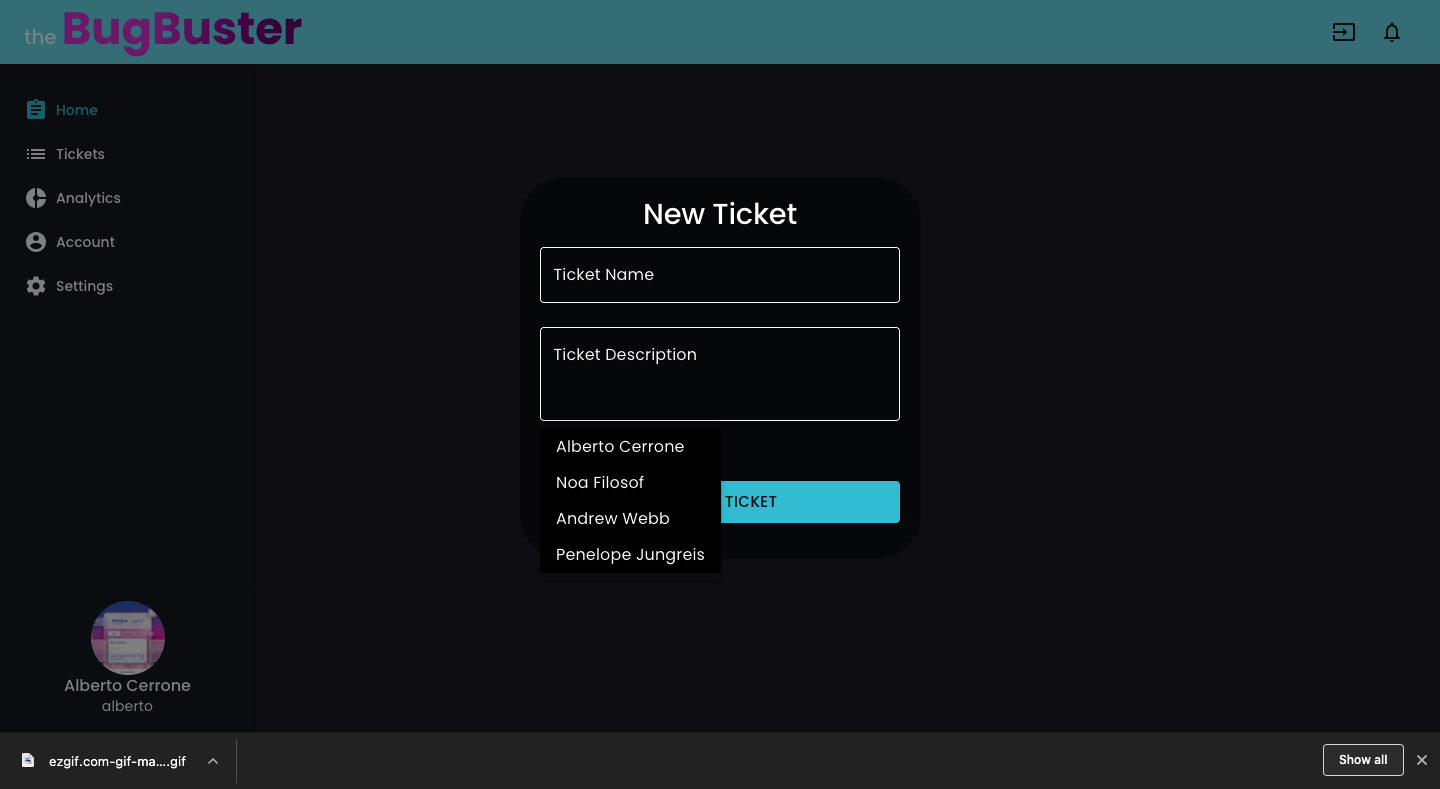 the BugBuster
Home
Tickets
Analytics
Account
Settings
New Ticket
Ticket Name
Ticket Description
Alberto Cerrone
Noa Filosof
Andrew Webb
Penelope Jungreis
TICKET
Alberto Cerrone
alberto
ezgif.com-gif-ma….gif
Show all